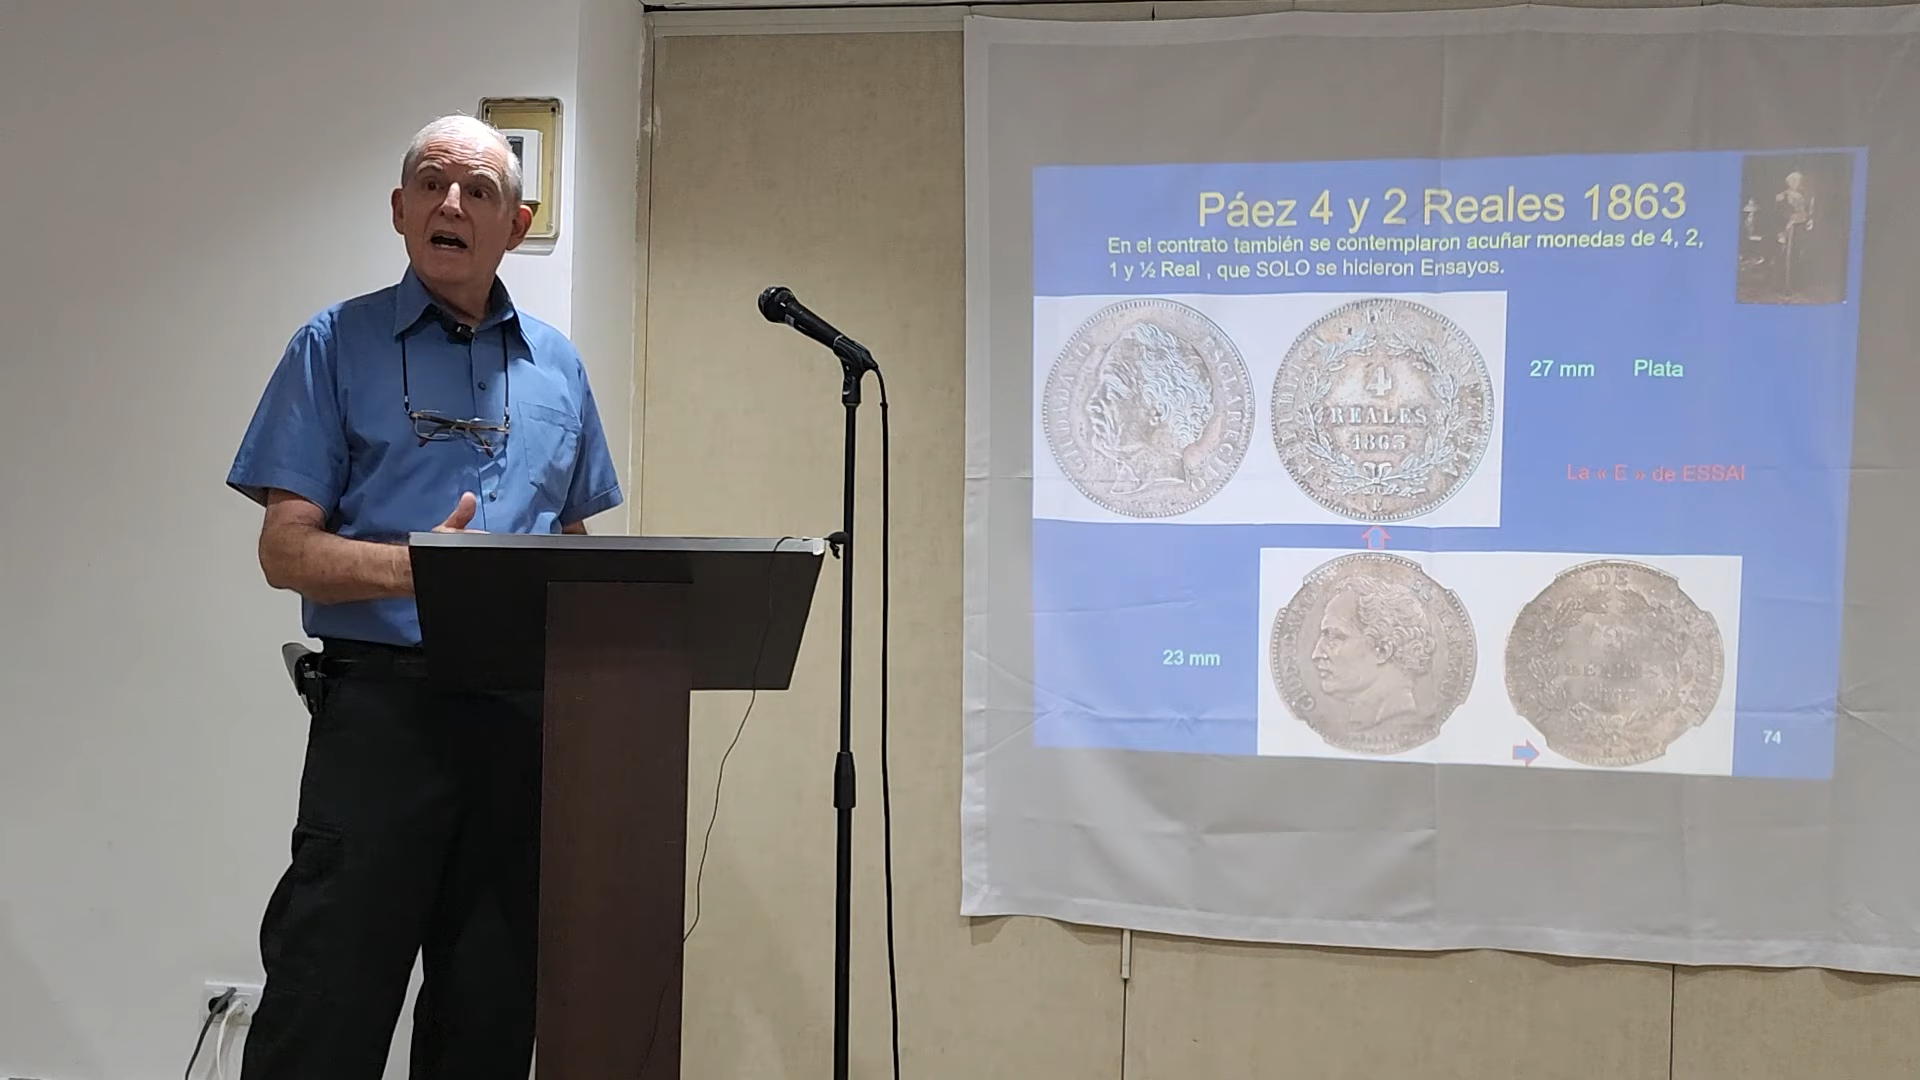 Páez 4 y 2 Reales 1863
En el contrato también se contemplaron acuñar monedas de 4, 2,
1 y ½ Real , que SOLO se hicieron Ensayos.
CIUDADANO ESCLARECIDO
4
REALES
1863
E
27 mm Plata
La « E » de ESSAI
23 mm
DE
REALES
74